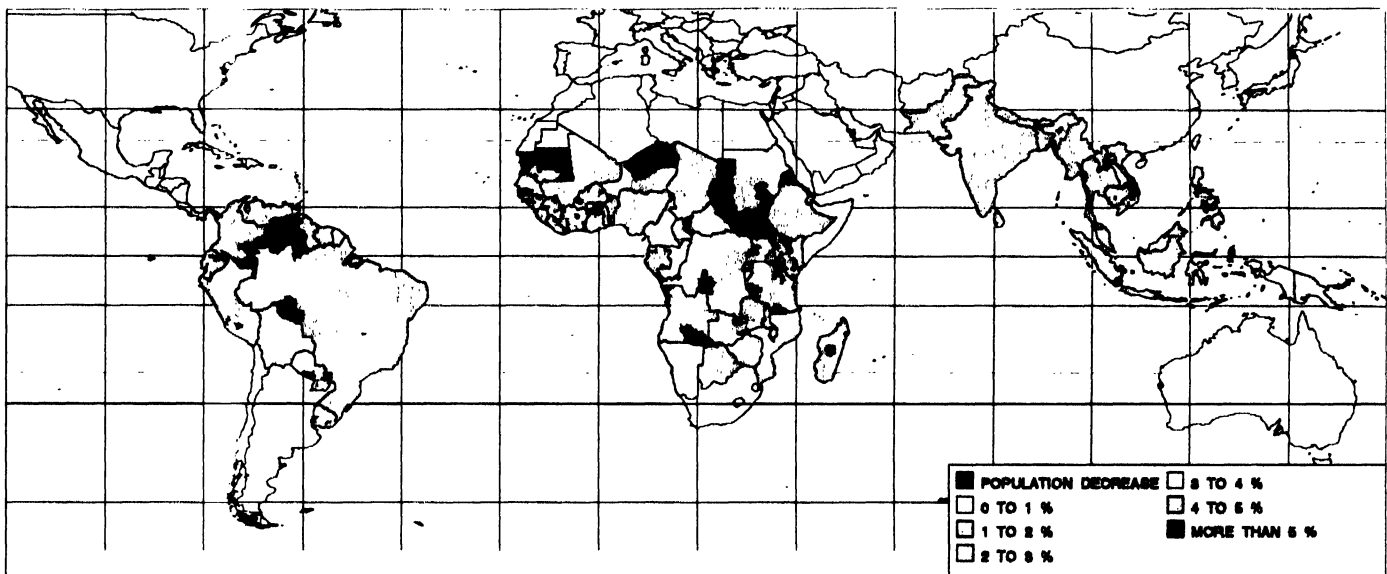 POPULATION DECREASE
0 TO 1 %
1 TO 2 %
2 TO 3 %
3 TO 4 %
4 TO 5 %
MORE THAN 5 %